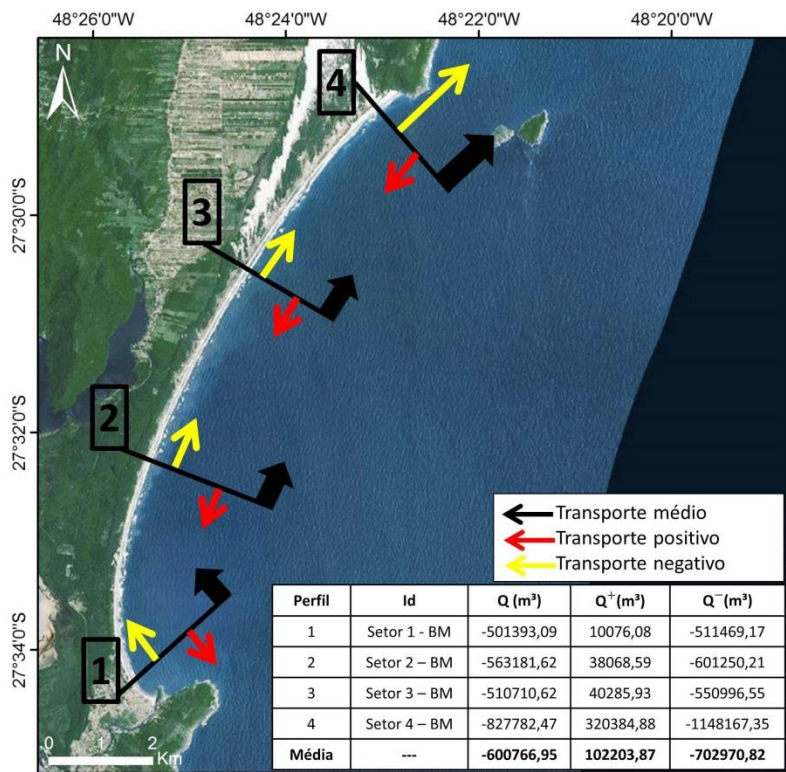 48°26'0"W 48°24'0"W 48°22'0"W 48°20'0"W
N
4
27°30'0"S
3
27°32'0"S
2
Transporte médio
Transporte positivo
Transporte negativo
27°34'0"S
1
Perfil Id Q (m³) Q⁺(m³) Q⁻(m³)
1 Setor 1 - BM -501393,09 10076,08 -511469,17
2 Setor 2 – BM -563181,62 38068,59 -601250,21
3 Setor 3 – BM -510710,62 40285,93 -550996,55
4 Setor 4 – BM -827782,47 320384,88 -1148167,35
Média --- -600766,95 102203,87 -702970,82
0 1 2
Km